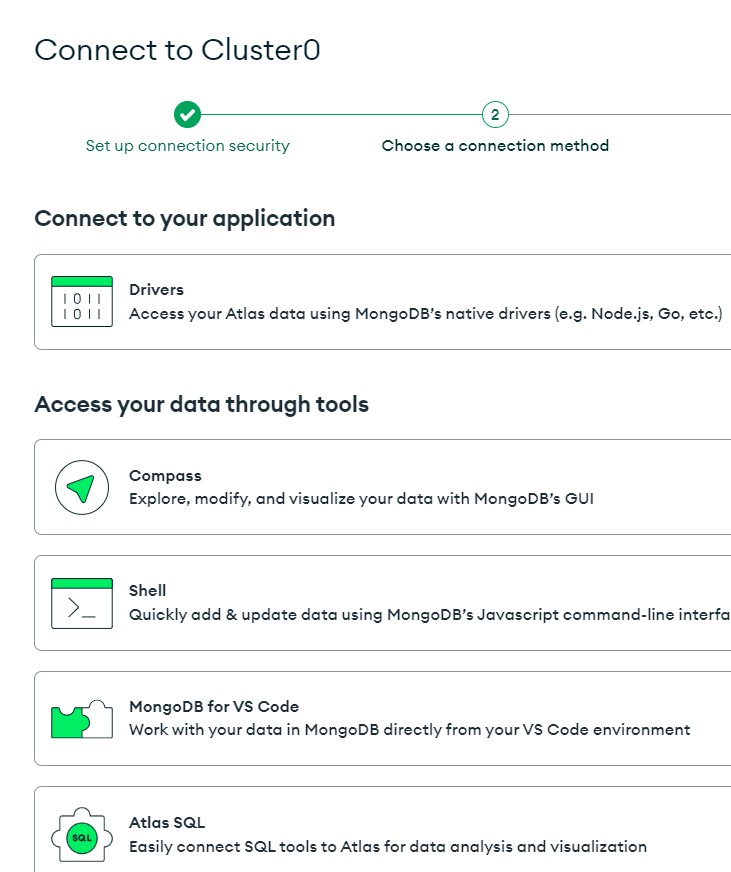 Connect to Cluster0
2
Set up connection security
Choose a connection method
Connect to your application
1011
1011
Drivers
Access your Atlas data using MongoDB's native drivers (e.g. Node.js, Go, etc.)
Access your data through tools
Compass
Explore, modify, and visualize your data with MongoDB's GUI
>_
Shell
Quickly add & update data using MongoDB's Javascript command-line interfa
MongoDB for VS Code
Work with your data in MongoDB directly from your VS Code environment
SQL
Atlas SQL
Easily connect SQL tools to Atlas for data analysis and visualization